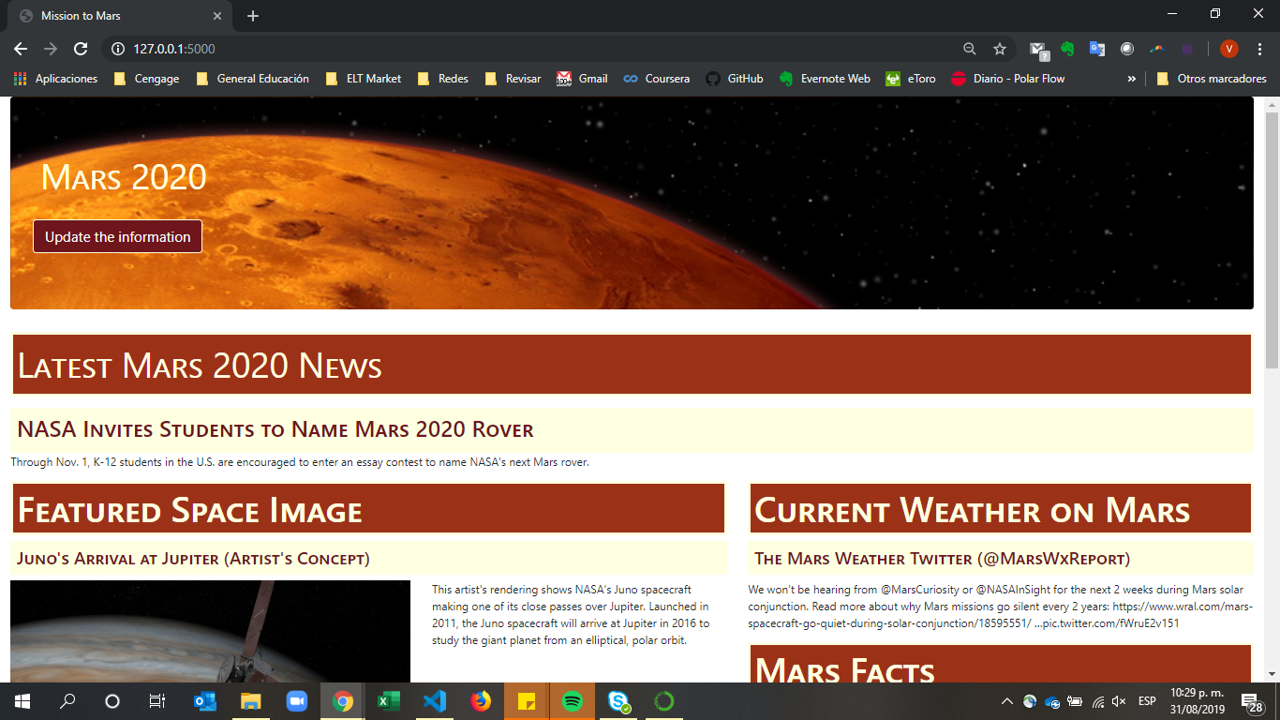 Mission to Mars
127.0.0.1:5000
Aplicaciones Cengage General Educación ELT Market Redes Revisar Gmail Coursera GitHub Evernote Web eToro Diario - Polar Flow » Otros marcadores
Mars 2020
Update the information
Latest Mars 2020 News
NASA Invites Students to Name Mars 2020 Rover
Through Nov. 1, K-12 students in the U.S. are encouraged to enter an essay contest to name NASA's next Mars rover.
Featured Space Image
Juno's Arrival at Jupiter (Artist's Concept)
This artist's rendering shows NASA's Juno spacecraft
making one of its close passes over Jupiter. Launched in
2011, the Juno spacecraft will arrive at Jupiter in 2016 to
study the giant planet from an elliptical, polar orbit.
Current Weather on Mars
The Mars Weather Twitter (@MarsWxReport)
We won't be hearing from @MarsCuriosity or @NASAInSight for the next 2 weeks during Mars solar
conjunction. Read more about why Mars missions go silent every 2 years: https://www.wral.com/mars-
spacecraft-go-quiet-during-solar-conjunction/18595551/ …pic.twitter.com/fWruE2v151
Mars Facts
ESP
10:29 p. m.
31/08/2019
28